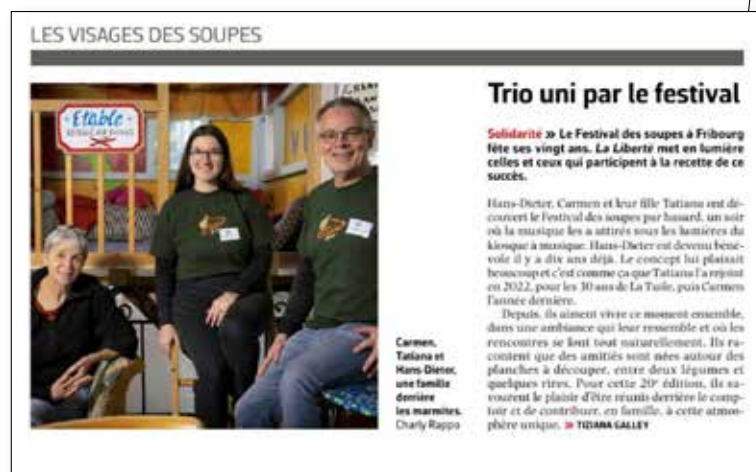 LES VISAGES DES SOUPES
Etable
Trio uni par le festival
Solidarité » Le Festival des soupes à Fribourg
fête ses vingt ans. La Liberté met en lumière
celles et ceux qui participent à la recette de ce
succès.
Hans-Dieter, Carmen et leur fille Tatiana ont dé-
couvert le Festival des soupes par hasard, un soir
où la musique les a attirés sous les lumières du
kiosque à musique. Hans-Dieter est devenu béné-
vole il y a dix ans déjà. Le concept lui plaisait
beaucoup et c'est comme ça que Tatiana l'a rejoint
en 2022, pour les 30 ans de La Tuile, puis Carmen
l'année dernière.
Depuis, ils aiment vivre ce moment ensemble,
dans une ambiance qui leur ressemble et où les
rencontres se font tout naturellement. Ils ra-
content que des amitiés sont nées autour des
planches à découper, entre deux légumes et
quelques rires. Pour cette 20e édition, ils sa-
vourent le plaisir d'être réunis derrière le comp-
toir et de contribuer, en famille, à cette atmos-
phère unique. » TIZIANA GALLEY
Carmen,
Tatiana et
Hans-Dieter,
une famille
derrière
les marmites.
Charly Rappo